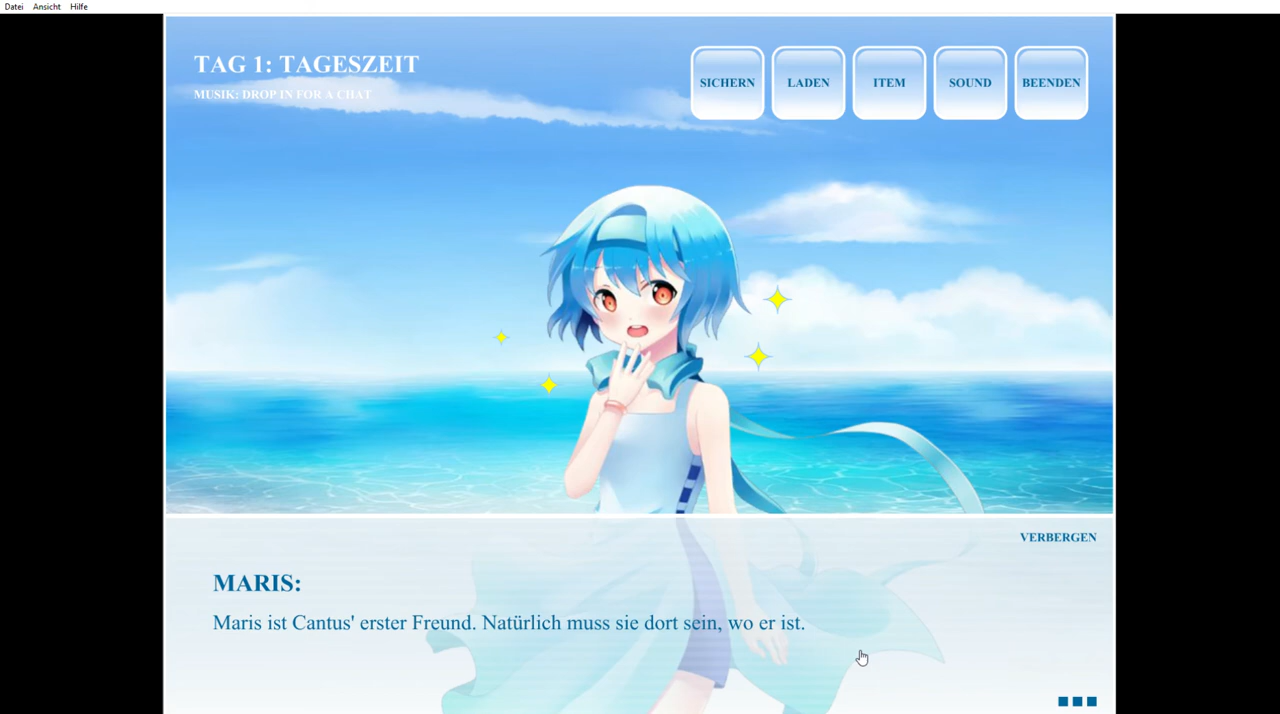 Datei Ansicht Hilfe
TAG 1: TAGESZEIT
MUSIK: DROP IN FOR A CHAT
SICHERN LADEN ITEM SOUND BEENDEN
VERBERGEN
MARIS:
Maris ist Cantus' erster Freund. Natürlich muss sie dort sein, wo er ist.